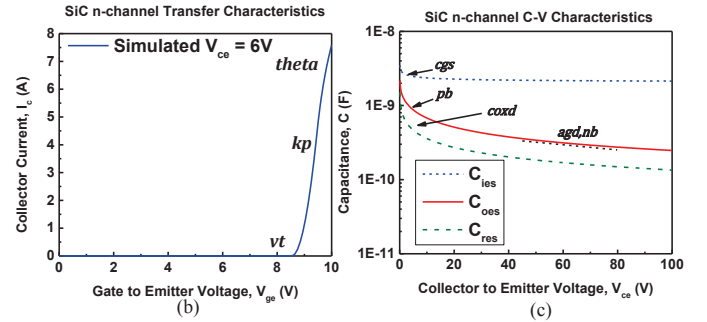 SiC n-channel Transfer Characteristics
Simulated V_ce = 6V
theta
kp
vt
Collector Current, I_c (A)
8
7
6
5
4
3
2
1
0
0 2 4 6 8 10
Gate to Emitter Voltage, V_ge (V)
(b)
SiC n-channel C-V Characteristics
cgs
pb
coxd
agd,nb
C_ies
C_oes
C_res
Capacitance, C (F)
1E-8
1E-9
1E-10
1E-11
0 20 40 60 80 100
Collector to Emitter Voltage, V_ce (V)
(c)